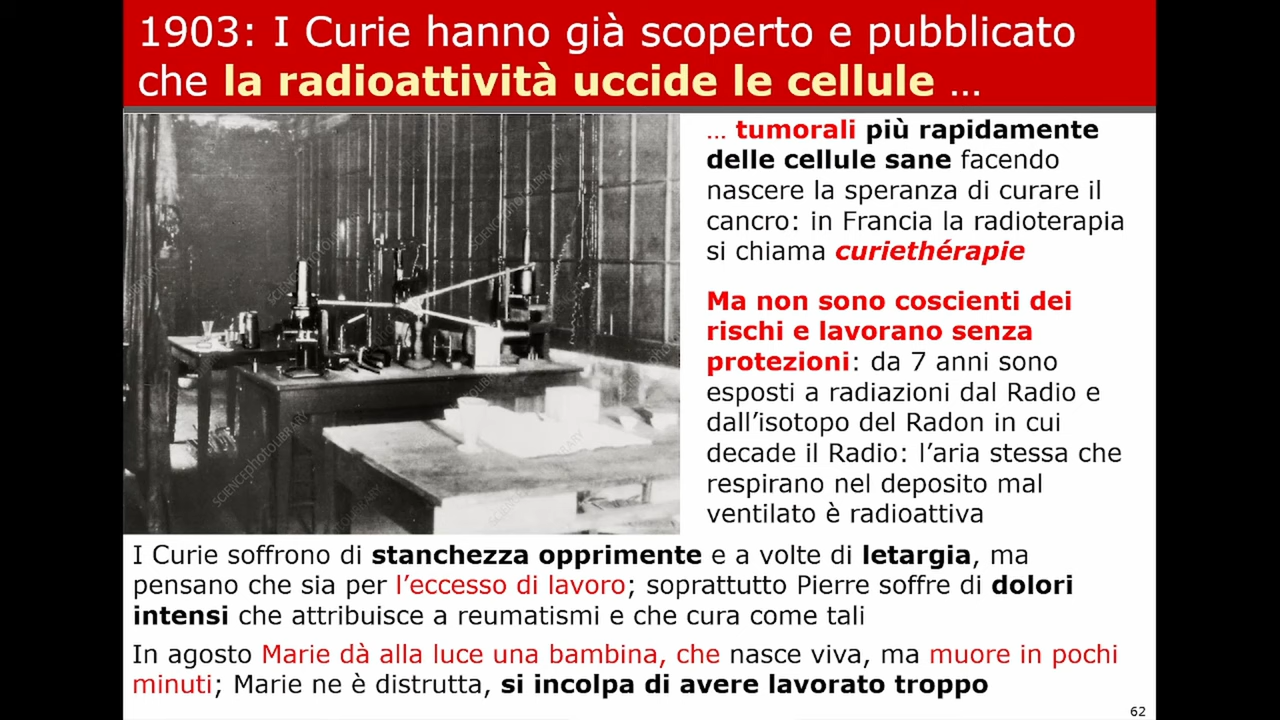 1903: I Curie hanno già scoperto e pubblicato
che la radioattività uccide le cellule ...
... tumorali più rapidamente
delle cellule sane facendo
nascere la speranza di curare il
cancro: in Francia la radioterapia
si chiama curiethérapie
Ma non sono coscienti dei
rischi e lavorano senza
protezioni: da 7 anni sono
esposti a radiazioni dal Radio e
dall’isotopo del Radon in cui
decade il Radio: l’aria stessa che
respirano nel deposito mal
ventilato è radioattiva
I Curie soffrono di stanchezza opprimente e a volte di letargia, ma
pensano che sia per l’eccesso di lavoro; soprattutto Pierre soffre di dolori
intensi che attribuisce a reumatismi e che cura come tali
In agosto Marie dà alla luce una bambina, che nasce viva, ma muore in pochi
minuti; Marie ne è distrutta, si incolpa di avere lavorato troppo
62
SCIENCEphotoLIBRARY